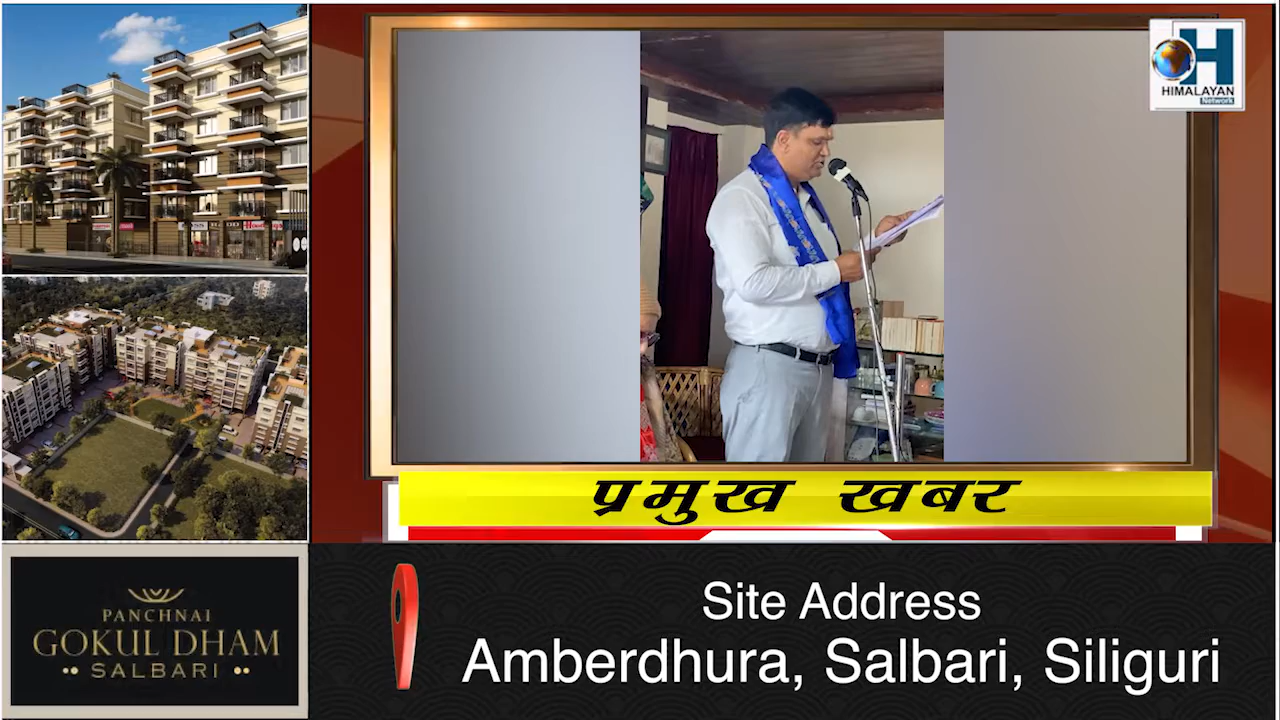 HIMALAYAN
Network
प्रमुख खबर
PANCHNAI
GOKUL DHAM
SALBARI
Site Address
Amberdhura, Salbari, Siliguri